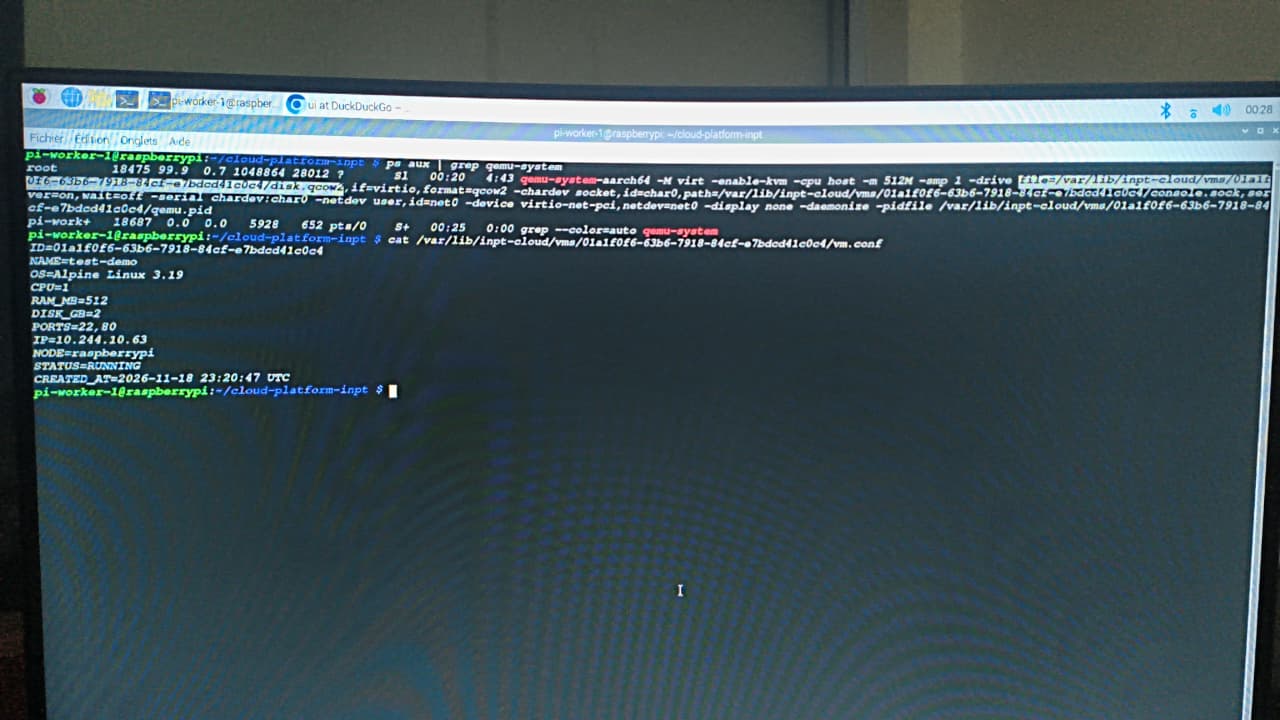 pi-worker-1@raspber...
ui at DuckDuckGo – ...
00:28
pi-worker-1@raspberrypi: ~/cloud-platform-inpt
Fichier Édition Onglets Aide
pi-worker-1@raspberrypi:~/cloud-platform-inpt $ ps aux | grep qemu-system
root 18475 99.9 0.7 1048864 28012 ? Sl 00:20 4:43 qemu-system-aarch64 -M virt -enable-kvm -cpu host -m 512M -smp 1 -drive file=/var/lib/inpt-cloud/vms/01a1f
0f6-63b6-7918-84cf-e7bdcd41c0c4/disk.qcow2,if=virtio,format=qcow2 -chardev socket,id=char0,path=/var/lib/inpt-cloud/vms/01a1f0f6-63b6-7918-84cf-e7bdcd41c0c4/console.sock,ser
ver=on,wait=off -serial chardev:char0 -netdev user,id=net0 -device virtio-net-pci,netdev=net0 -display none -daemonize -pidfile /var/lib/inpt-cloud/vms/01a1f0f6-63b6-7918-84
cf-e7bdcd41c0c4/qemu.pid
pi-work+ 18687 0.0 0.0 5928 652 pts/0 S+ 00:25 0:00 grep --color=auto qemu-system
pi-worker-1@raspberrypi:~/cloud-platform-inpt $ cat /var/lib/inpt-cloud/vms/01a1f0f6-63b6-7918-84cf-e7bdcd41c0c4/vm.conf
ID=01a1f0f6-63b6-7918-84cf-e7bdcd41c0c4
NAME=test-demo
OS=Alpine Linux 3.19
CPU=1
RAM_MB=512
DISK_GB=2
PORTS=22,80
IP=10.244.10.63
NODE=raspberrypi
STATUS=RUNNING
CREATED_AT=2026-11-18 23:20:47 UTC
pi-worker-1@raspberrypi:~/cloud-platform-inpt $